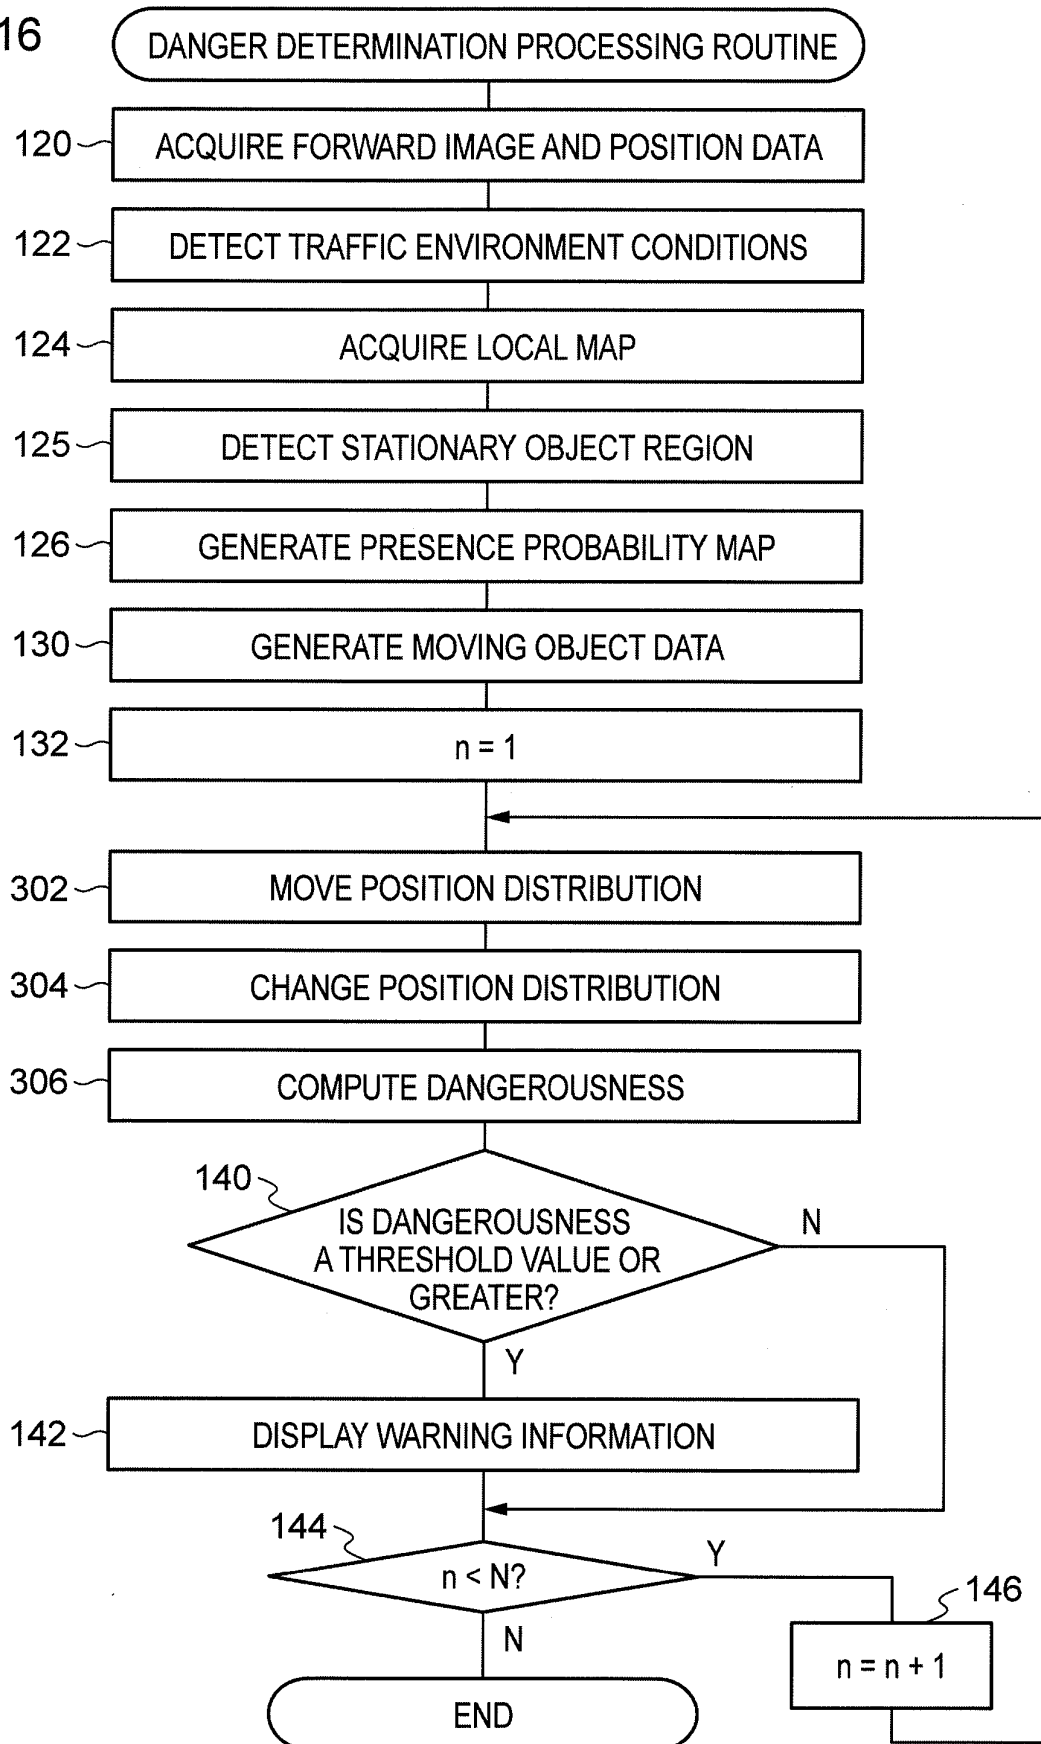 16
DANGER DETERMINATION PROCESSING ROUTINE
120 ACQUIRE FORWARD IMAGE AND POSITION DATA
122 DETECT TRAFFIC ENVIRONMENT CONDITIONS
124 ACQUIRE LOCAL MAP
125 DETECT STATIONARY OBJECT REGION
126 GENERATE PRESENCE PROBABILITY MAP
130 GENERATE MOVING OBJECT DATA
132 n = 1
302 MOVE POSITION DISTRIBUTION
304 CHANGE POSITION DISTRIBUTION
306 COMPUTE DANGEROUSNESS
140
IS DANGEROUSNESS
A THRESHOLD VALUE OR
GREATER?
N
Y
142 DISPLAY WARNING INFORMATION
144
n < N?
Y
N
146
n = n + 1
END